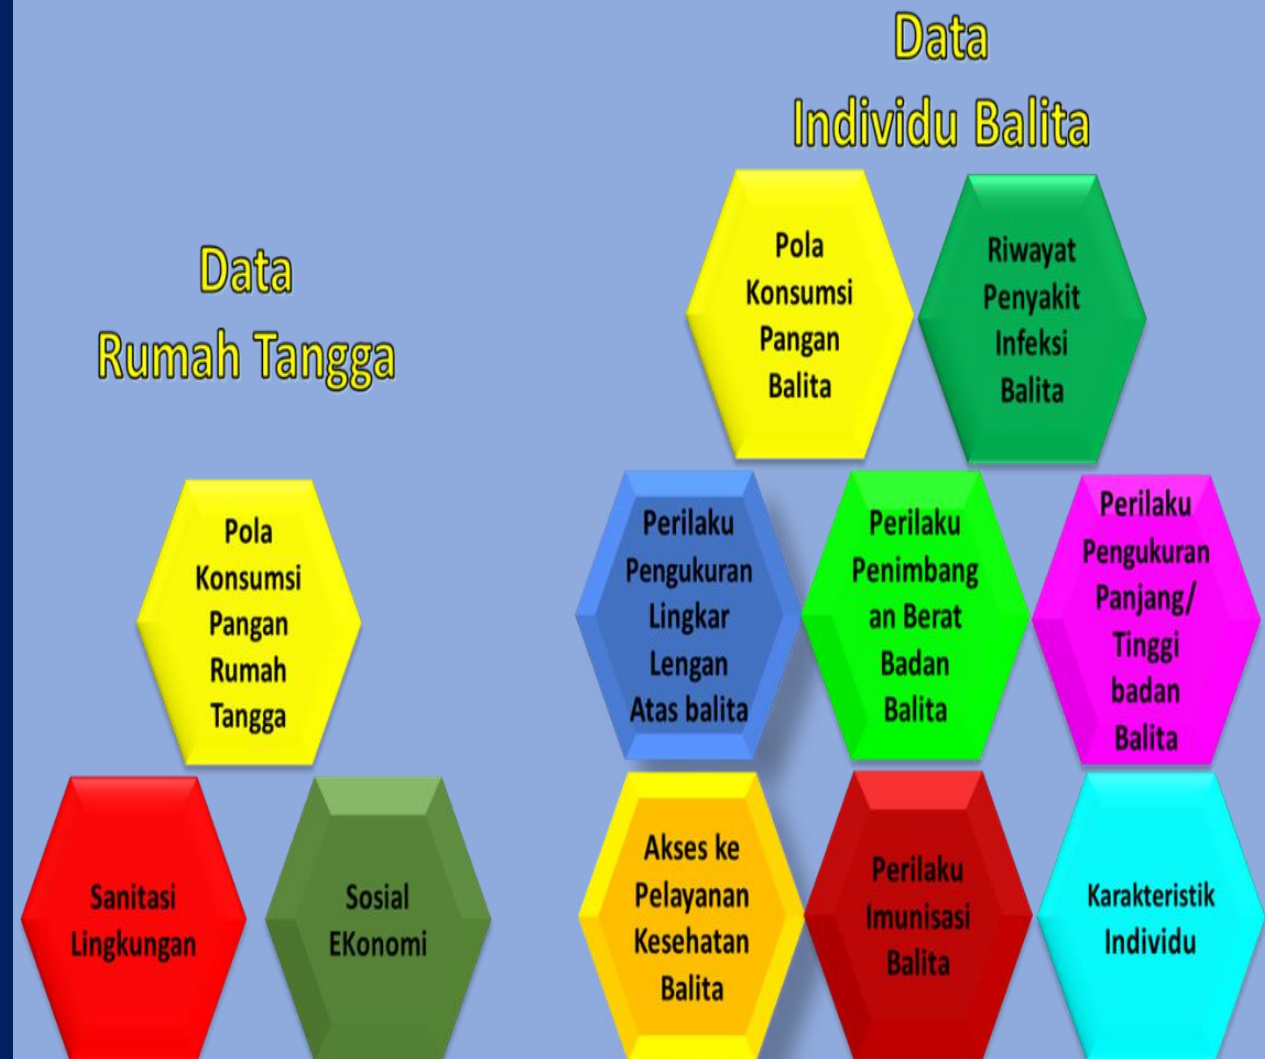 Data
Rumah Tangga
Pola
Konsumsi
Pangan
Rumah
Tangga
Sanitasi
Lingkungan
Sosial
EKonomi
Data
Individu Balita
Pola
Konsumsi
Pangan
Balita
Riwayat
Penyakit
Infeksi
Balita
Perilaku
Pengukuran
Lingkar
Lengan
Atas balita
Perilaku
Penimbang
an Berat
Badan
Balita
Perilaku
Pengukuran
Panjang/
Tinggi
badan
Balita
Akses ke
Pelayanan
Kesehatan
Balita
Perilaku
Imunisasi
Balita
Karakteristik
Individu